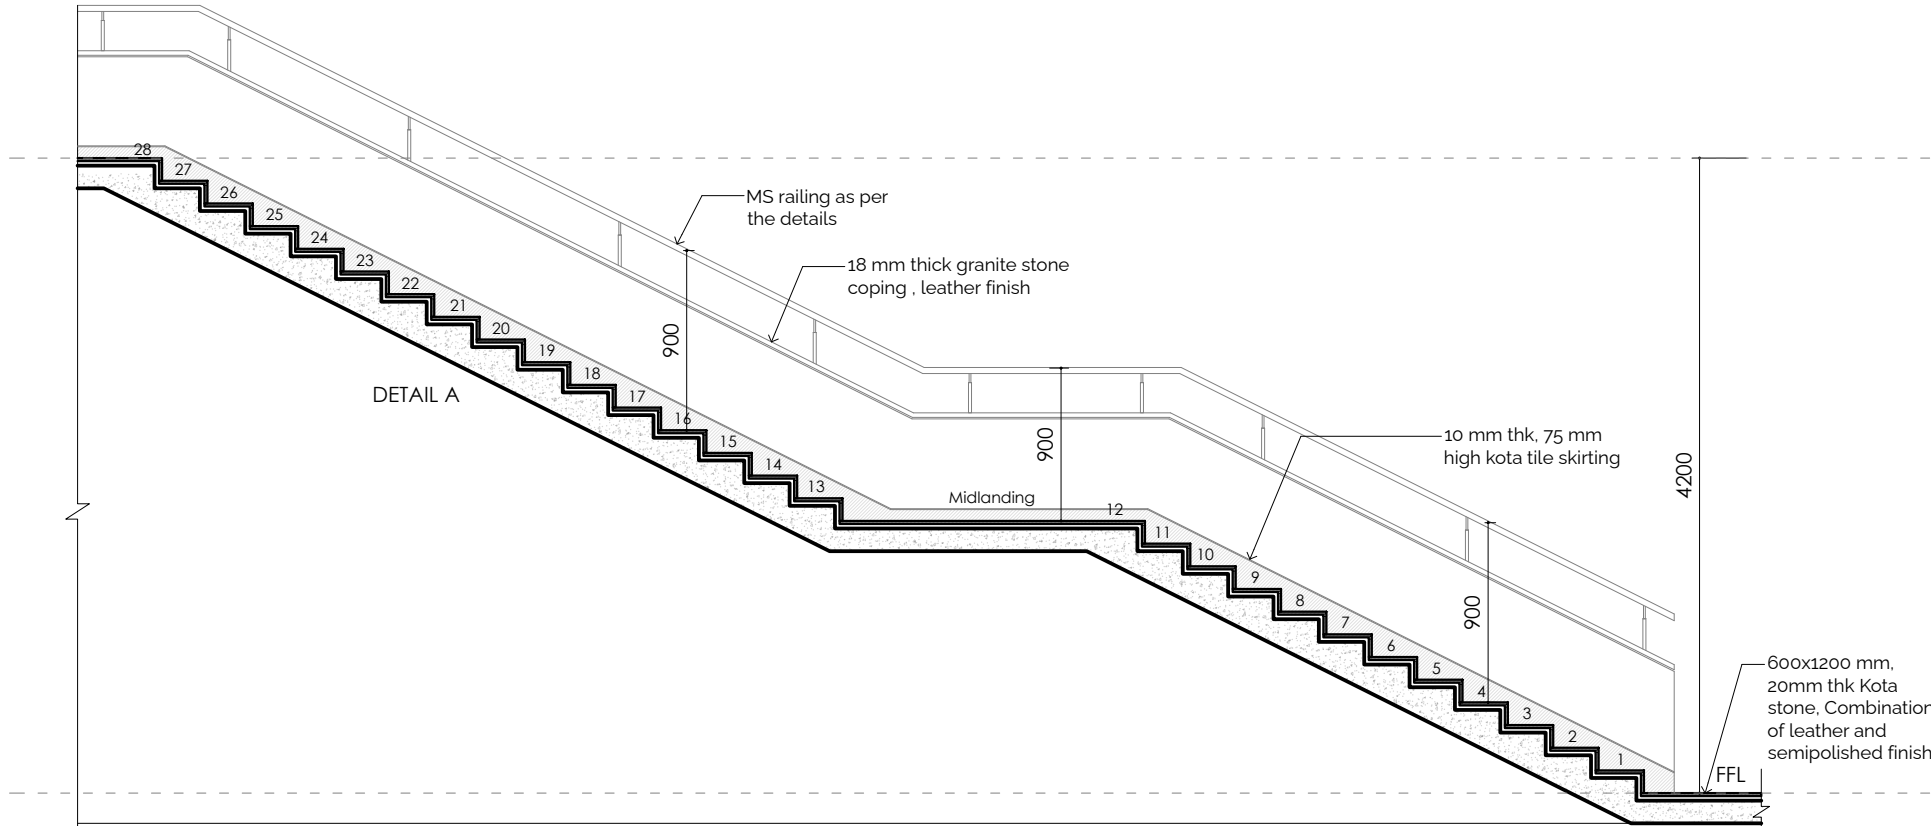 28
27
26
25
24
23
22
21
20
19
18
17
16
15
14
13
12
11
10
9
8
7
6
5
4
3
2
1
MS railing as per
the details
18 mm thick granite stone
coping , leather finish
900
DETAIL A
Midlanding
900
10 mm thk, 75 mm
high kota tile skirting
900
4200
600x1200 mm,
20mm thk Kota
stone, Combination
of leather and
semipolished finish
FFL